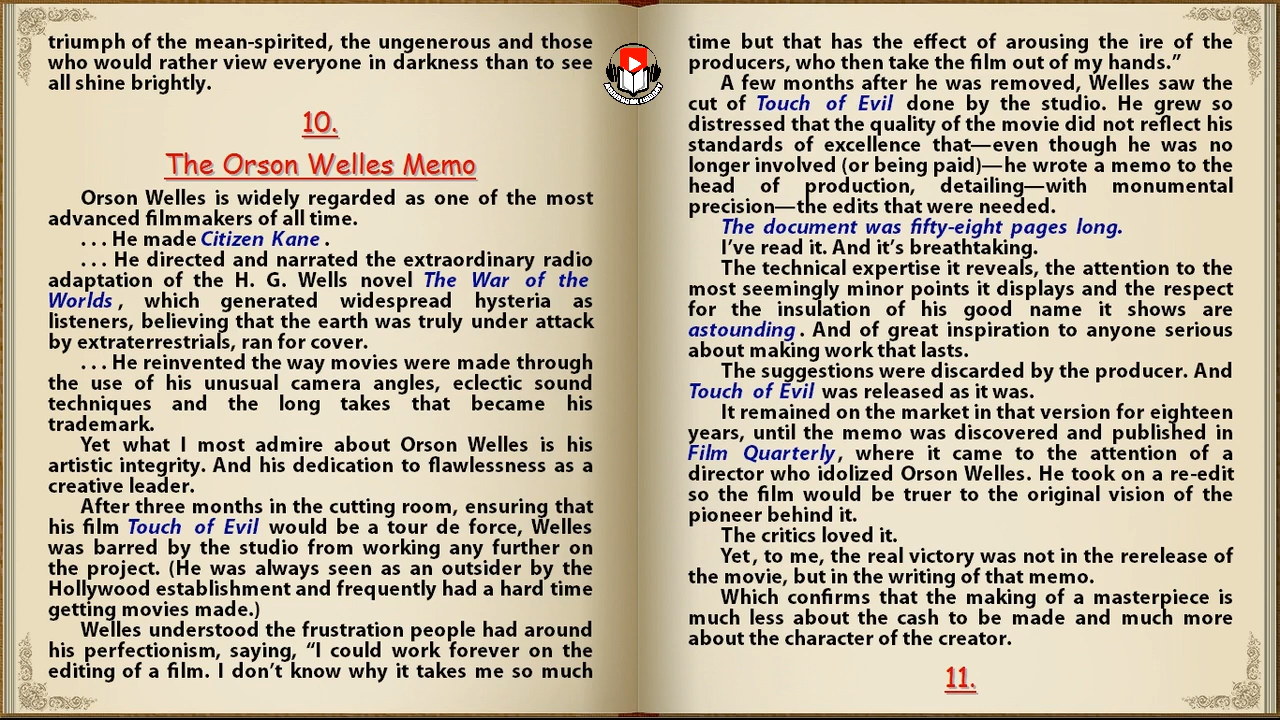 triumph of the mean-spirited, the ungenerous and those
who would rather view everyone in darkness than to see
all shine brightly.
10.
The Orson Welles Memo
Orson Welles is widely regarded as one of the most
advanced filmmakers of all time.
. . . He made Citizen Kane .
. . . He directed and narrated the extraordinary radio
adaptation of the H. G. Wells novel The War of the
Worlds , which generated widespread hysteria as
listeners, believing that the earth was truly under attack
by extraterrestrials, ran for cover.
. . . He reinvented the way movies were made through
the use of his unusual camera angles, eclectic sound
techniques and the long takes that became his
trademark.
Yet what I most admire about Orson Welles is his
artistic integrity. And his dedication to flawlessness as a
creative leader.
After three months in the cutting room, ensuring that
his film Touch of Evil would be a tour de force, Welles
was barred by the studio from working any further on
the project. (He was always seen as an outsider by the
Hollywood establishment and frequently had a hard time
getting movies made.)
Welles understood the frustration people had around
his perfectionism, saying, “I could work forever on the
editing of a film. I don’t know why it takes me so much
time but that has the effect of arousing the ire of the
producers, who then take the film out of my hands.”
A few months after he was removed, Welles saw the
cut of Touch of Evil done by the studio. He grew so
distressed that the quality of the movie did not reflect his
standards of excellence that—even though he was no
longer involved (or being paid)—he wrote a memo to the
head of production, detailing—with monumental
precision—the edits that were needed.
The document was fifty-eight pages long.
I’ve read it. And it’s breathtaking.
The technical expertise it reveals, the attention to the
most seemingly minor points it displays and the respect
for the insulation of his good name it shows are
astounding . And of great inspiration to anyone serious
about making work that lasts.
The suggestions were discarded by the producer. And
Touch of Evil was released as it was.
It remained on the market in that version for eighteen
years, until the memo was discovered and published in
Film Quarterly , where it came to the attention of a
director who idolized Orson Welles. He took on a re-edit
so the film would be truer to the original vision of the
pioneer behind it.
The critics loved it.
Yet, to me, the real victory was not in the rerelease of
the movie, but in the writing of that memo.
Which confirms that the making of a masterpiece is
much less about the cash to be made and much more
about the character of the creator.
11.